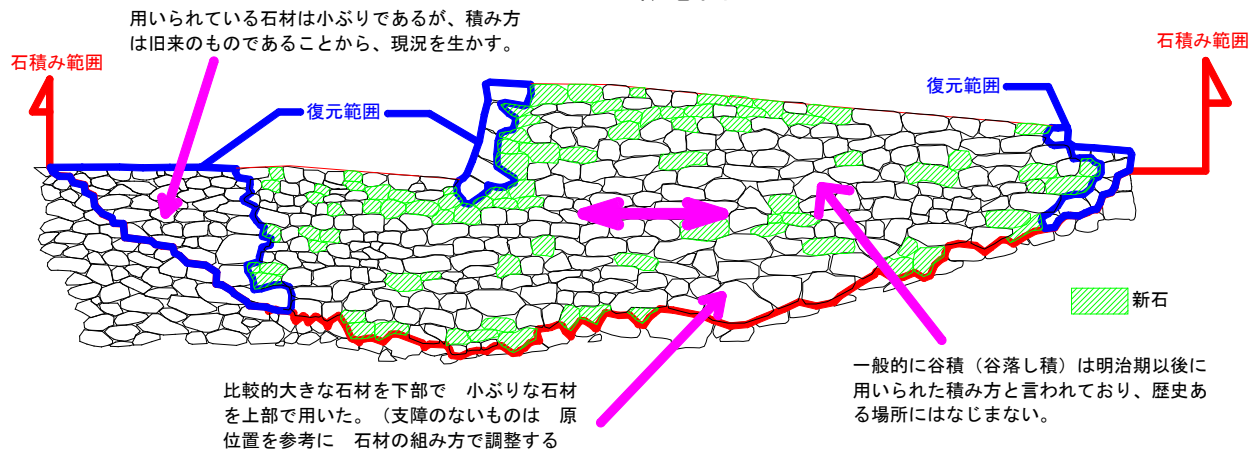 用いられている石材は小ぶりであるが、積み方
は旧来のものであることから、現況を生かす。
石積み範囲
石積み範囲
復元範囲
復元範囲
新石
比較的大きな石材を下部で　小ぶりな石材
を上部で用いた。（支障のないものは　原
位置を参考に　石材の組み方で調整する
一般的に谷積（谷落し積）は明治期以後に
用いられた積み方と言われており、歴史あ
る場所にはなじまない。